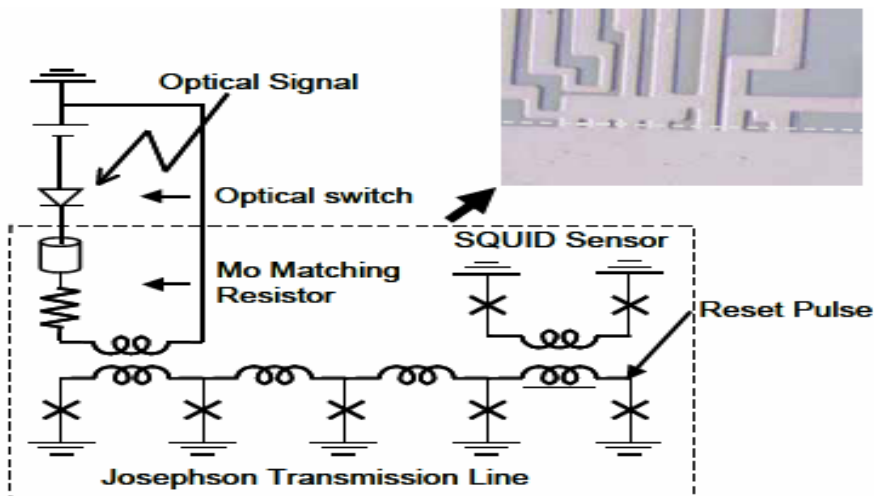 Optical Signal
Optical switch
SQUID Sensor
Mo Matching
Resistor
Reset Pulse
Josephson Transmission Line